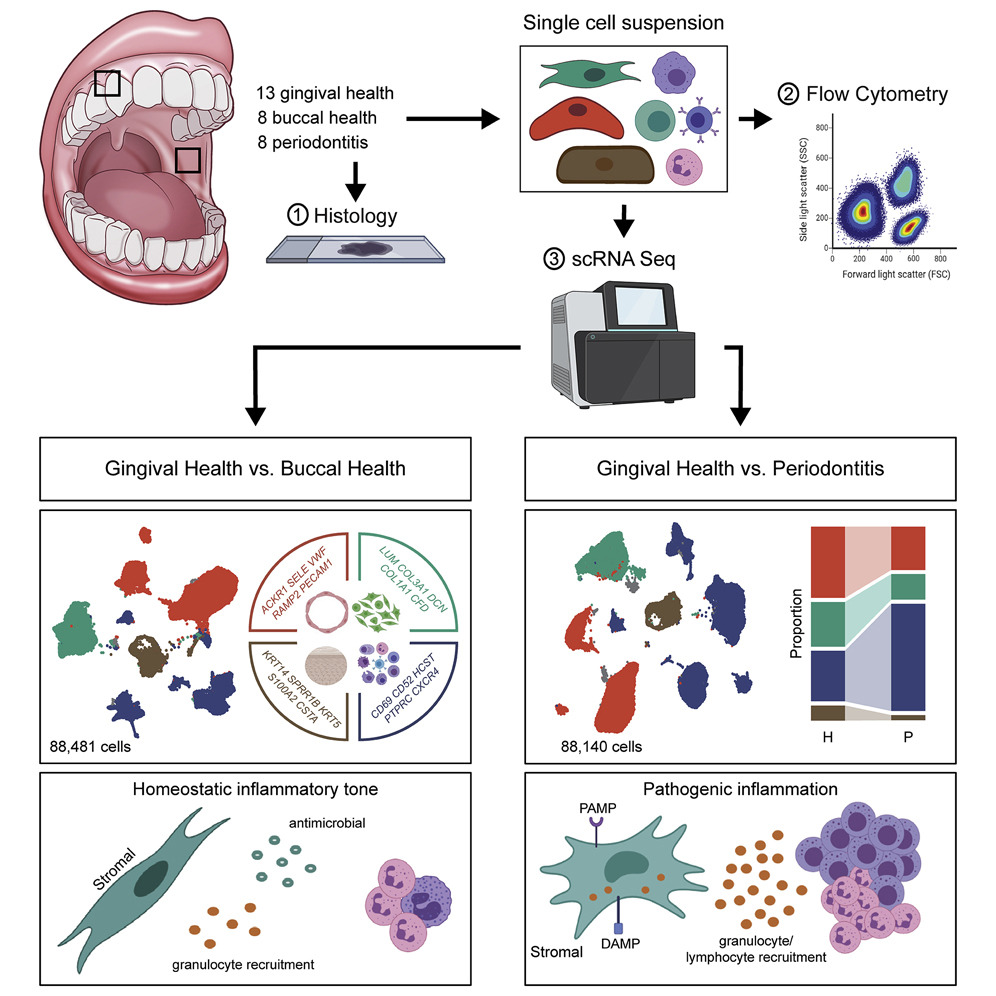 Single cell suspension
13 gingival health
8 buccal health
8 periodontitis
① Histology
② Flow Cytometry
Side light scatter (SSC)
800
600
400
200
0
0 200 400 600 800
Forward light scatter (FSC)
③ scRNA Seq
Gingival Health vs. Buccal Health
ACKR1 SELE VWF
RAMP2 PECAM1
LUM COL3A1 DCN
COL1A1 CFD
KRT14 SPRR1B KRT5
S100A2 CSTA
CD69 CD52 HCST
PTPRC CXCR4
88,481 cells
Homeostatic inflammatory tone
Stromal
antimicrobial
granulocyte recruitment
Gingival Health vs. Periodontitis
Proportion
H P
88,140 cells
Pathogenic inflammation
PAMP
Stromal
DAMP
granulocyte/
lymphocyte recruitment